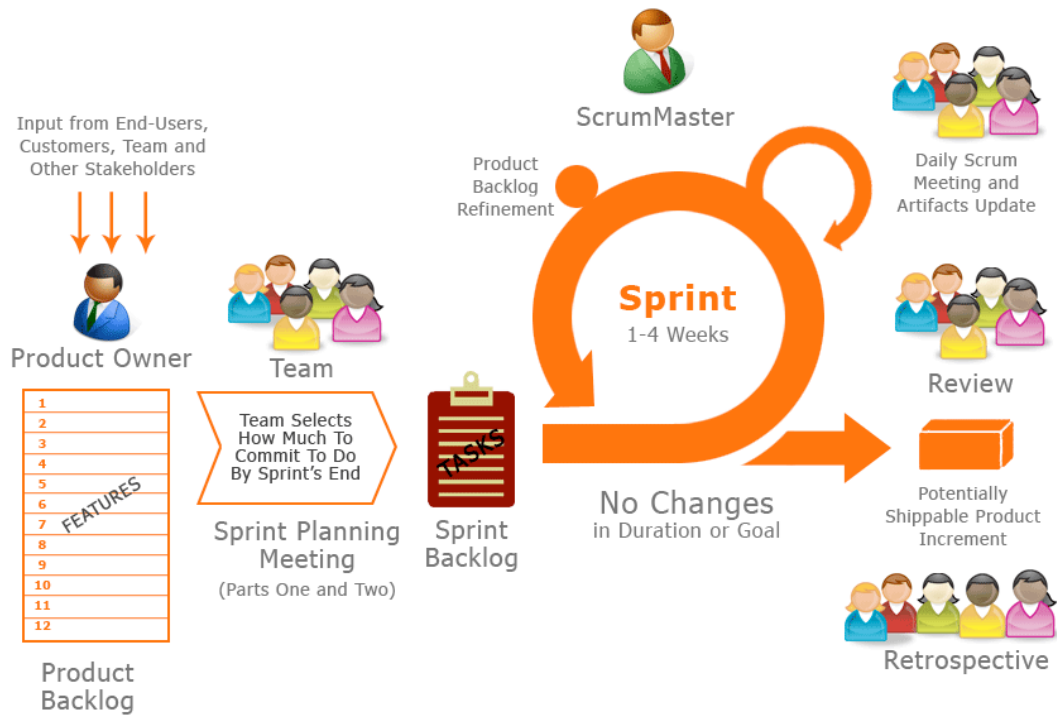 Input from End-Users,
Customers, Team and
Other Stakeholders
Product Owner
1
2
3
4
5
6
7
8
9
10
11
12
FEATURES
Product
Backlog
Team
Team Selects
How Much To
Commit To Do
By Sprint's End
Sprint Planning
Meeting
(Parts One and Two)
TASKS
Sprint
Backlog
ScrumMaster
Product
Backlog
Refinement
Sprint
1-4 Weeks
No Changes
in Duration or Goal
Daily Scrum
Meeting and
Artifacts Update
Review
Potentially
Shippable Product
Increment
Retrospective